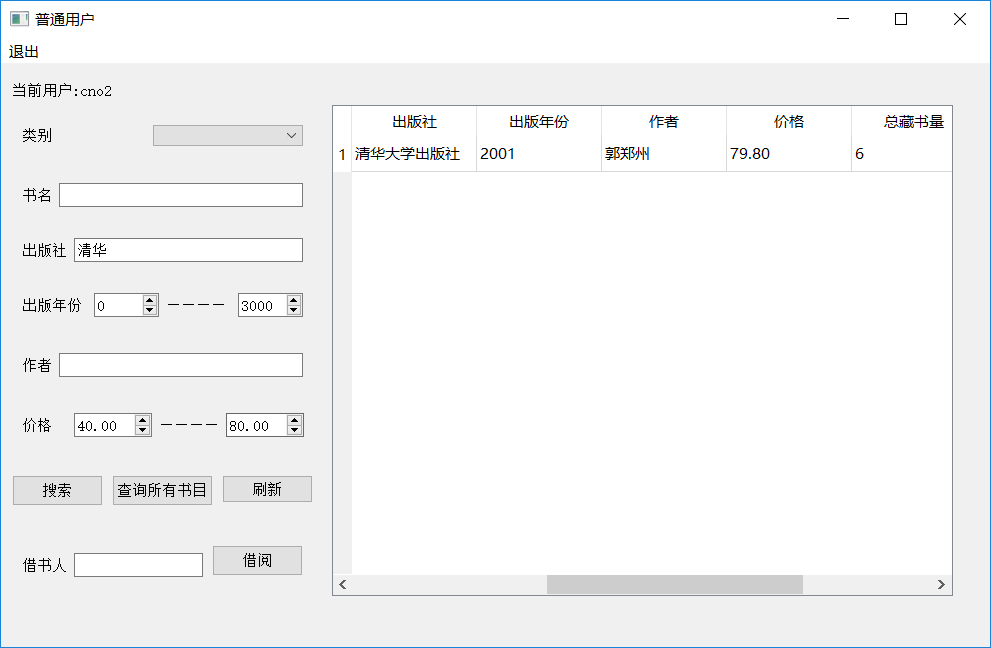 普通用户
退出
当前用户:cno2
类别
书名
出版社 清华
出版年份 0 ———— 3000
作者
价格 40.00 ———— 80.00
搜索 查询所有书目 刷新
借书人 借阅
出版社 出版年份 作者 价格 总藏书量
1 清华大学出版社 2001 郭郑州 79.80 6